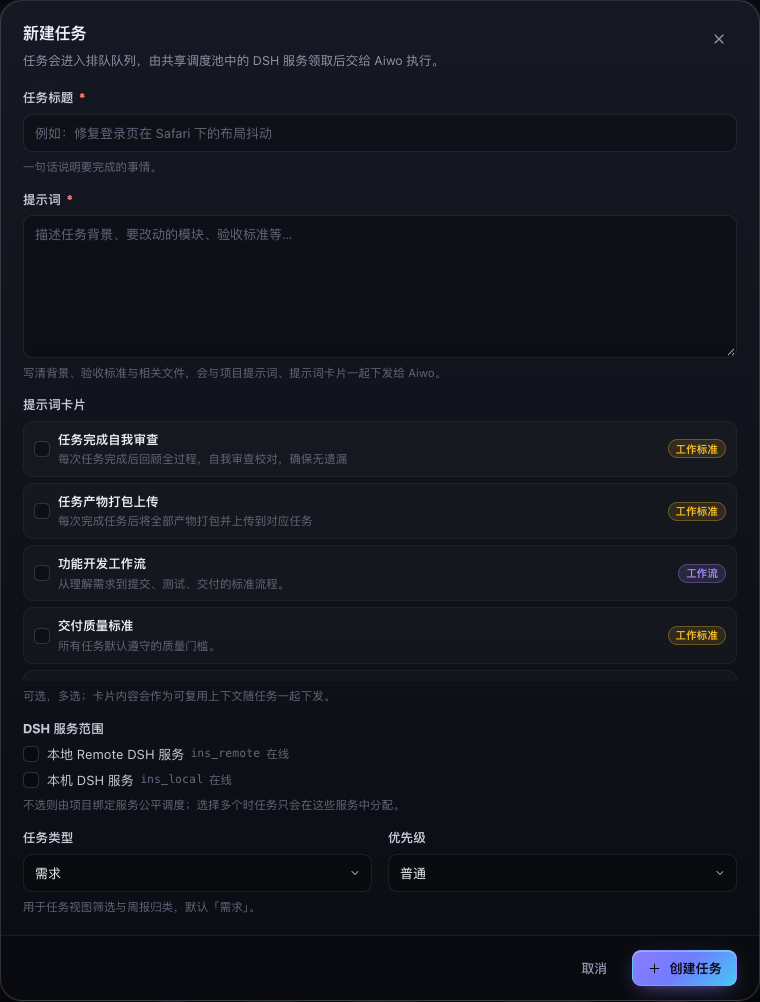 新建任务
任务会进入排队队列，由共享调度池中的 DSH 服务领取后交给 Aiwo 执行。
任务标题 *
例如：修复登录页在 Safari 下的布局抖动
一句话说明要完成的事情。
提示词 *
描述任务背景、要改动的模块、验收标准等...
写清背景、验收标准与相关文件，会与项目提示词、提示词卡片一起下发给 Aiwo。
提示词卡片
任务完成自我审查
每次任务完成后回顾全过程，自我审查校对，确保无遗漏
工作标准
任务产物打包上传
每次完成任务后将全部产物打包并上传到对应任务
工作标准
功能开发工作流
从理解需求到提交、测试、交付的标准流程。
工作流
交付质量标准
所有任务默认遵守的质量门槛。
工作标准
可选，多选；卡片内容会作为可复用上下文随任务一起下发。
DSH 服务范围
本地 Remote DSH 服务 ins_remote 在线
本机 DSH 服务 ins_local 在线
不选则由项目绑定服务公平调度；选择多个时任务只会在这些服务中分配。
任务类型
优先级
需求
普通
用于任务视图筛选与周报归类，默认「需求」。
取消
+ 创建任务